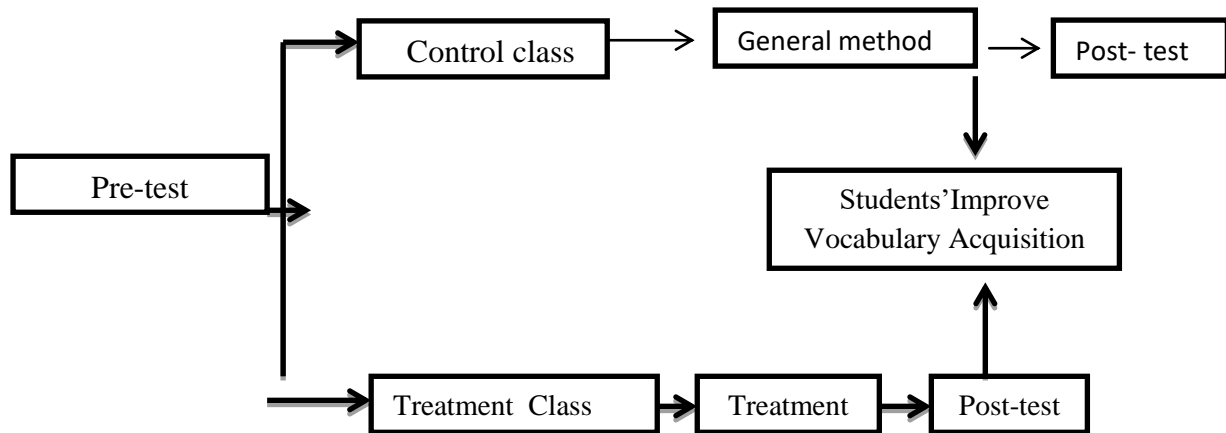 Control class
General method
Post- test
Pre-test
Students’Improve
Vocabulary Acquisition
Treatment Class
Treatment
Post-test